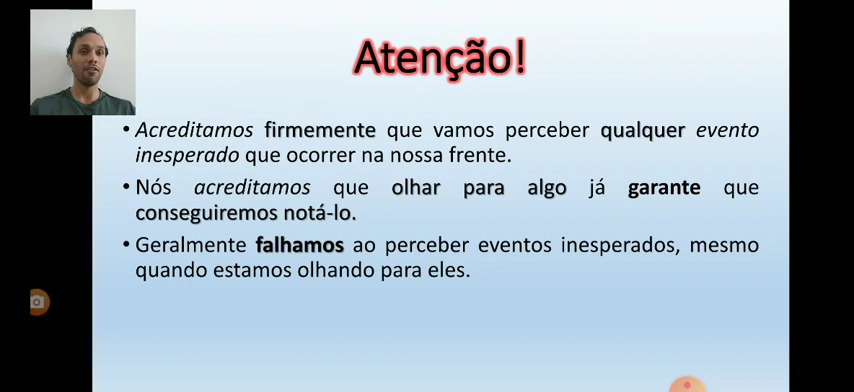 Atenção!
• Acreditamos firmemente que vamos perceber qualquer evento
inesperado que ocorrer na nossa frente.
• Nós acreditamos que olhar para algo já garante que
conseguiremos notá-lo.
• Geralmente falhamos ao perceber eventos inesperados, mesmo
quando estamos olhando para eles.